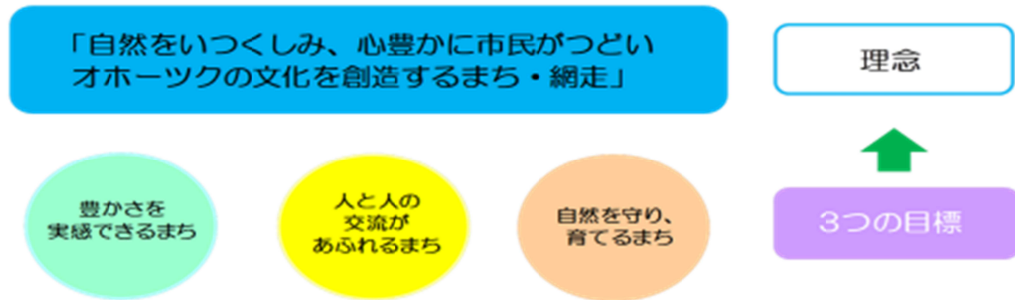 「自然をいつくしみ、心豊かに市民がつどい
オホーツクの文化を創造するまち・網走」
理念
豊かさを
実感できるまち
人と人の
交流が
あふれるまち
自然を守り、
育てるまち
3つの目標